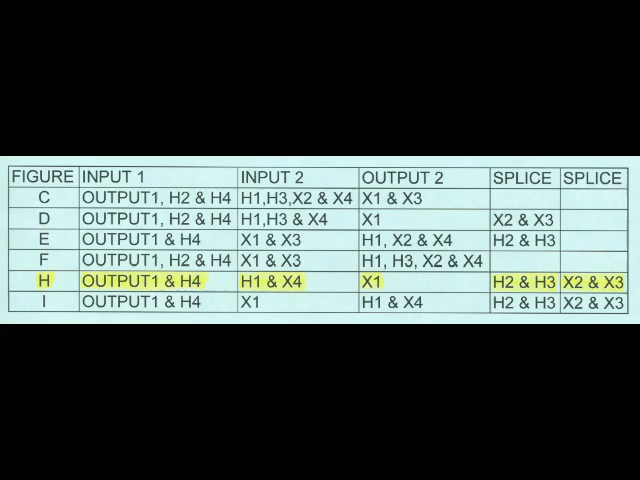 FIGURE INPUT 1 INPUT 2 OUTPUT 2 SPLICE SPLICE
C OUTPUT1, H2 & H4 H1,H3,X2 & X4 X1 & X3
D OUTPUT1, H2 & H4 H1,H3 & X4 X1 X2 & X3
E OUTPUT1 & H4 X1 & X3 H1, X2 & X4 H2 & H3
F OUTPUT1, H2 & H4 X1 & X3 H1, H3, X2 & X4
H OUTPUT1 & H4 H1 & X4 X1 H2 & H3 X2 & X3
I OUTPUT1 & H4 X1 H1 & X4 H2 & H3 X2 & X3